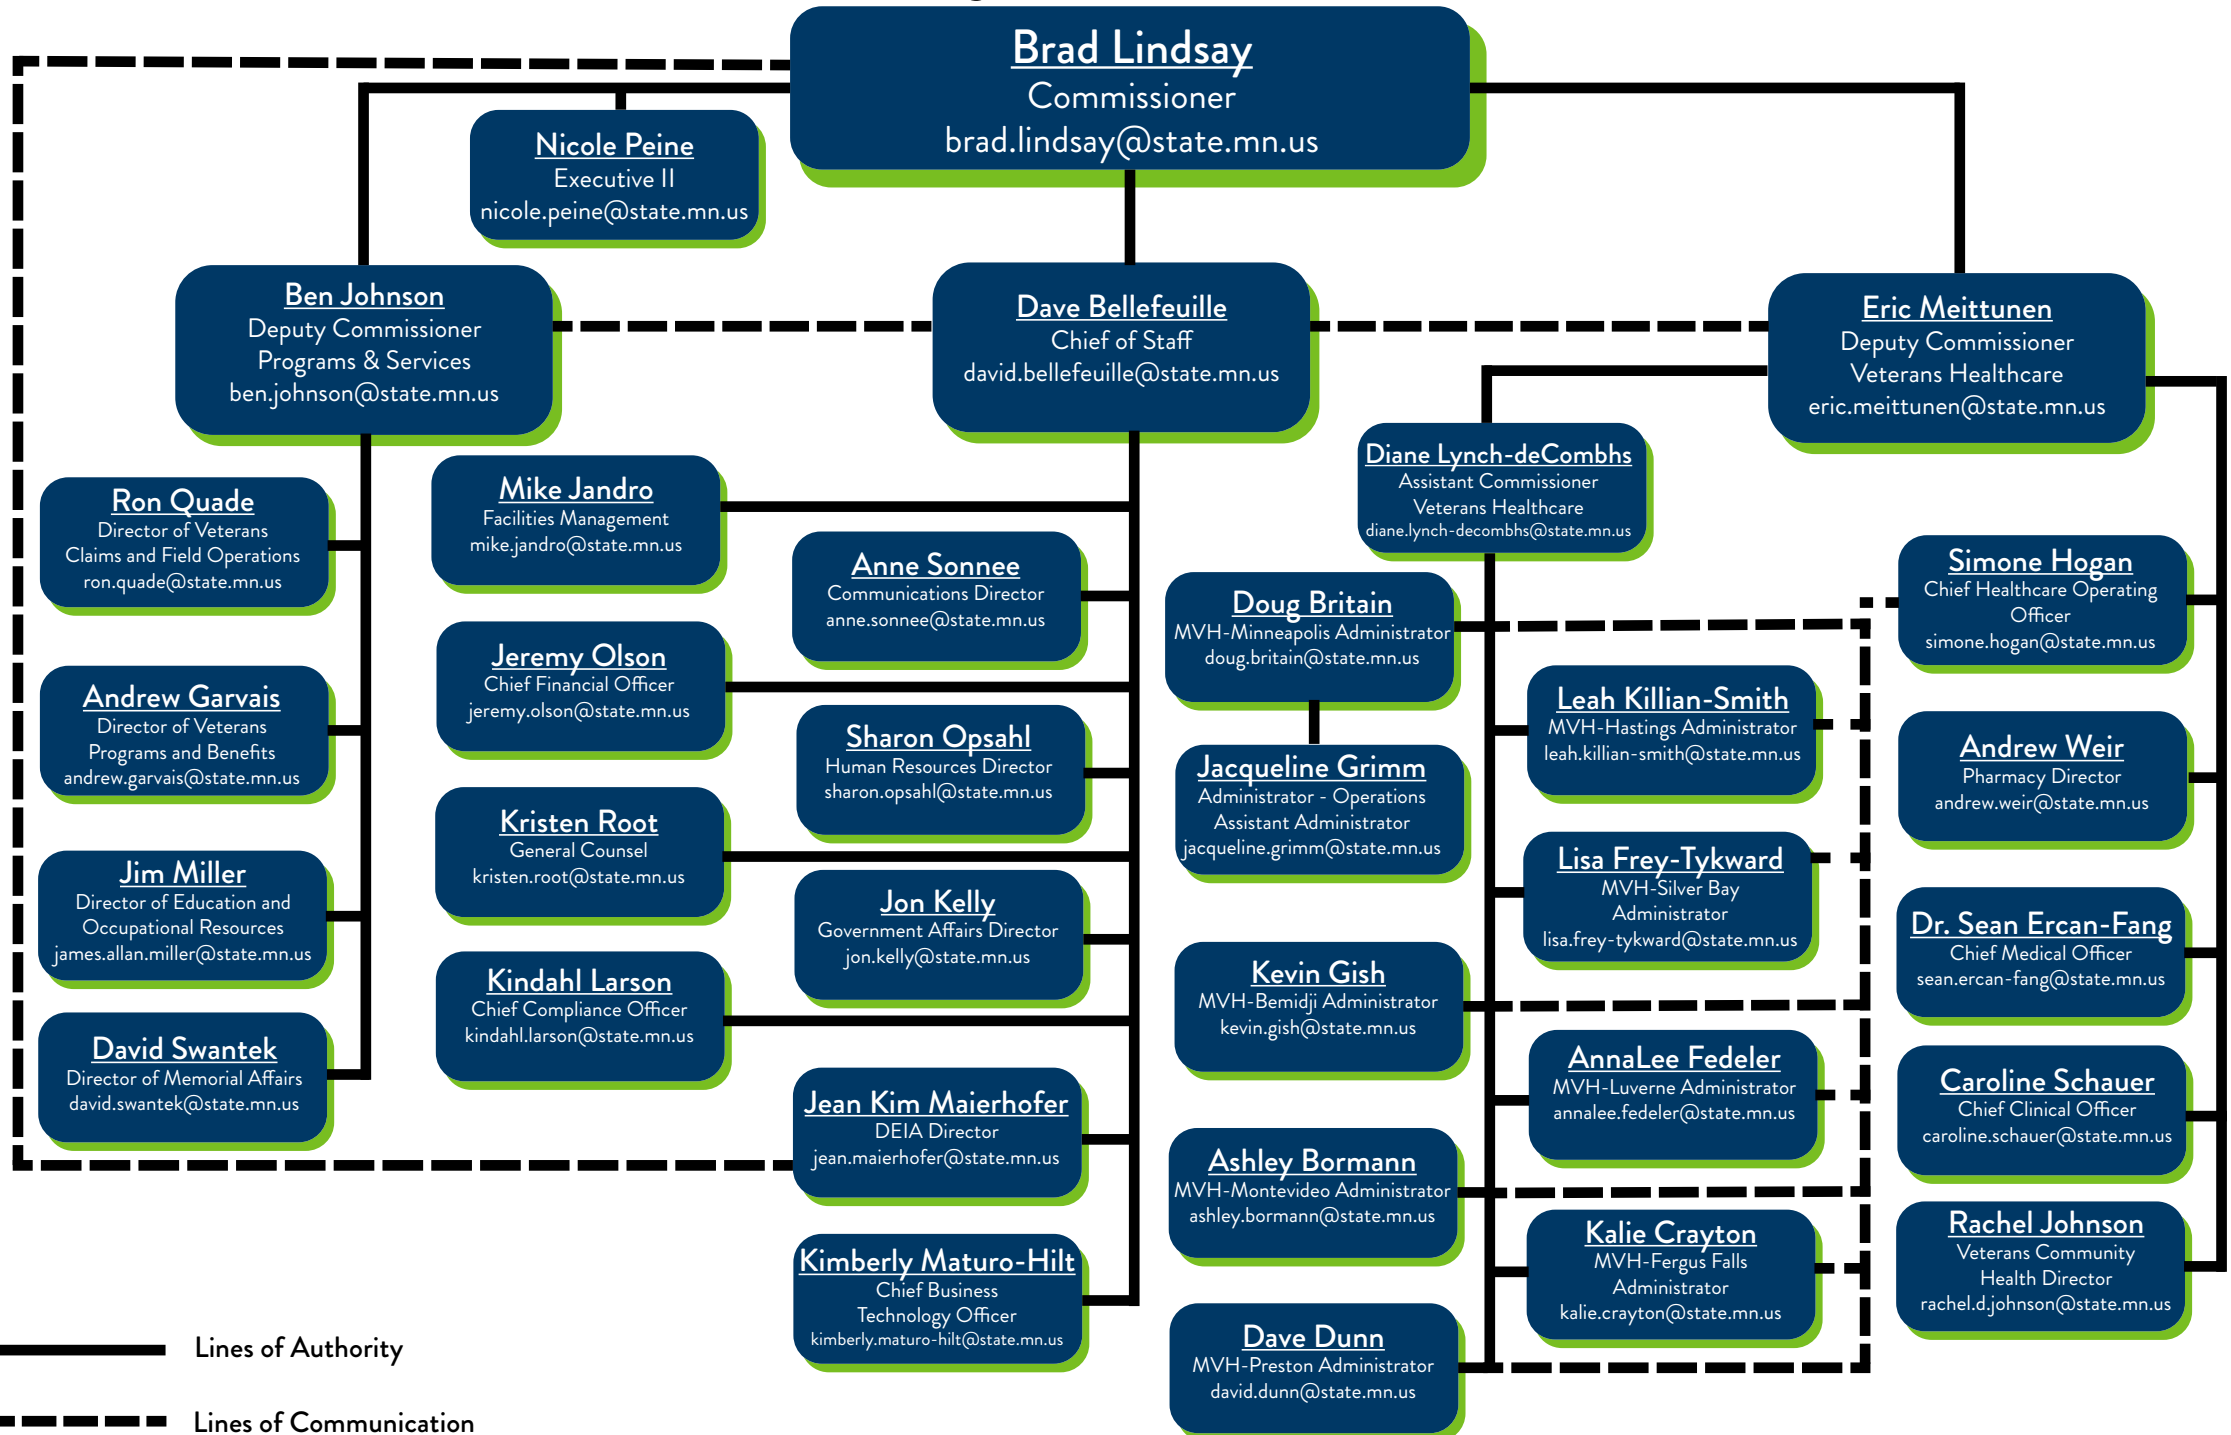 Brad Lindsay
Commissioner
brad.lindsay@state.mn.us
Nicole Peine
Executive II
nicole.peine@state.mn.us
Ben Johnson
Deputy Commissioner
Programs & Services
ben.johnson@state.mn.us
Dave Bellefeuille
Chief of Staff
david.bellefeuille@state.mn.us
Eric Meittunen
Deputy Commissioner
Veterans Healthcare
eric.meittunen@state.mn.us
Ron Quade
Director of Veterans
Claims and Field Operations
ron.quade@state.mn.us
Andrew Garvais
Director of Veterans
Programs and Benefits
andrew.garvais@state.mn.us
Jim Miller
Director of Education and
Occupational Resources
james.allan.miller@state.mn.us
David Swantek
Director of Memorial Affairs
david.swantek@state.mn.us
Mike Jandro
Facilities Management
mike.jandro@state.mn.us
Anne Sonnee
Communications Director
anne.sonnee@state.mn.us
Jeremy Olson
Chief Financial Officer
jeremy.olson@state.mn.us
Sharon Opsahl
Human Resources Director
sharon.opsahl@state.mn.us
Kristen Root
General Counsel
kristen.root@state.mn.us
Jon Kelly
Government Affairs Director
jon.kelly@state.mn.us
Kindahl Larson
Chief Compliance Officer
kindahl.larson@state.mn.us
Jean Kim Maierhofer
DEIA Director
jean.maierhofer@state.mn.us
Kimberly Maturo-Hilt
Chief Business
Technology Officer
kimberly.maturo-hilt@state.mn.us
Diane Lynch-deCombhs
Assistant Commissioner
Veterans Healthcare
diane.lynch-decombhs@state.mn.us
Doug Britain
MVH-Minneapolis Administrator
doug.britain@state.mn.us
Jacqueline Grimm
Administrator - Operations
Assistant Administrator
jacqueline.grimm@state.mn.us
Leah Killian-Smith
MVH-Hastings Administrator
leah.killian-smith@state.mn.us
Lisa Frey-Tykward
MVH-Silver Bay
Administrator
lisa.frey-tykward@state.mn.us
Kevin Gish
MVH-Bemidji Administrator
kevin.gish@state.mn.us
AnnaLee Fedeler
MVH-Luverne Administrator
annalee.fedeler@state.mn.us
Ashley Bormann
MVH-Montevideo Administrator
ashley.bormann@state.mn.us
Kalie Crayton
MVH-Fergus Falls
Administrator
kalie.crayton@state.mn.us
Dave Dunn
MVH-Preston Administrator
david.dunn@state.mn.us
Simone Hogan
Chief Healthcare Operating
Officer
simone.hogan@state.mn.us
Andrew Weir
Pharmacy Director
andrew.weir@state.mn.us
Dr. Sean Ercan-Fang
Chief Medical Officer
sean.ercan-fang@state.mn.us
Caroline Schauer
Chief Clinical Officer
caroline.schauer@state.mn.us
Rachel Johnson
Veterans Community
Health Director
rachel.d.johnson@state.mn.us
Lines of Authority
Lines of Communication